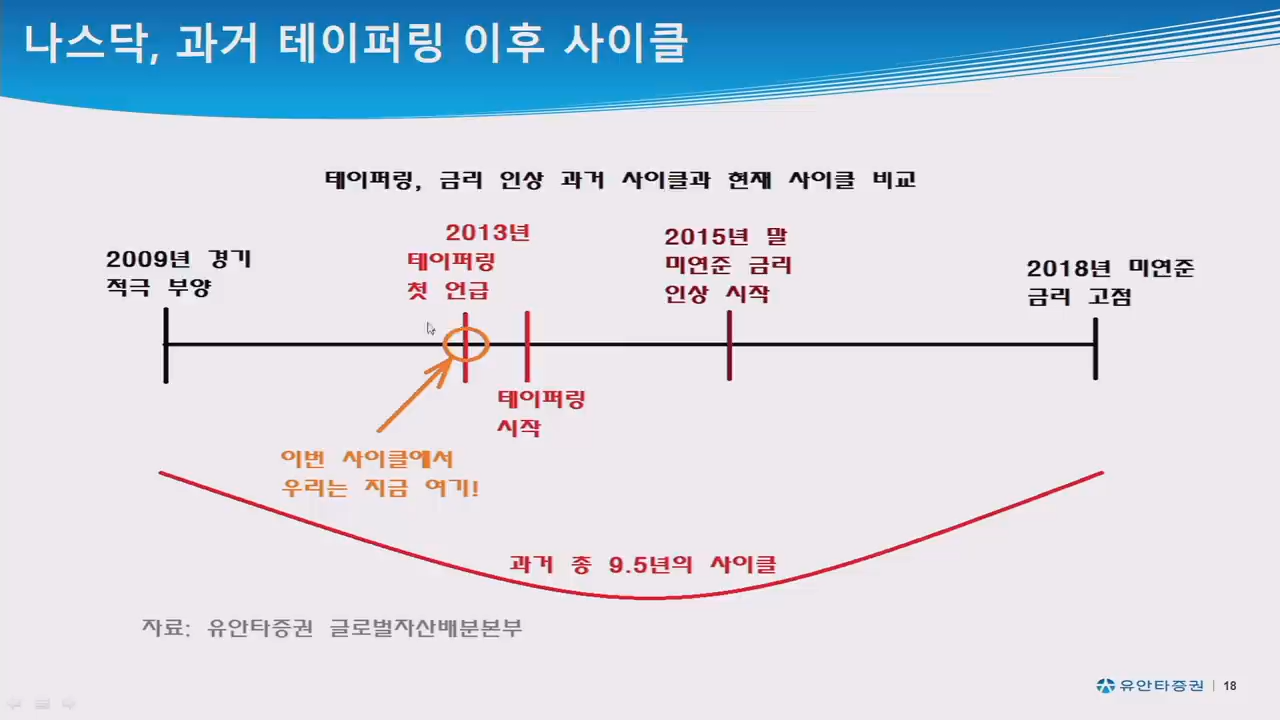 나스닥, 과거 테이퍼링 이후 사이클
테이퍼링, 금리 인상 과거 사이클과 현재 사이클 비교
2009년 경기
적극 부양
2013년
테이퍼링
첫 언급
2015년 말
미연준 금리
인상 시작
2018년 미연준
금리 고점
테이퍼링
시작
이번 사이클에서
우리는 지금 여기!
과거 총 9.5년의 사이클
자료: 유안타증권 글로벌자산배분본부
유안타증권 | 18